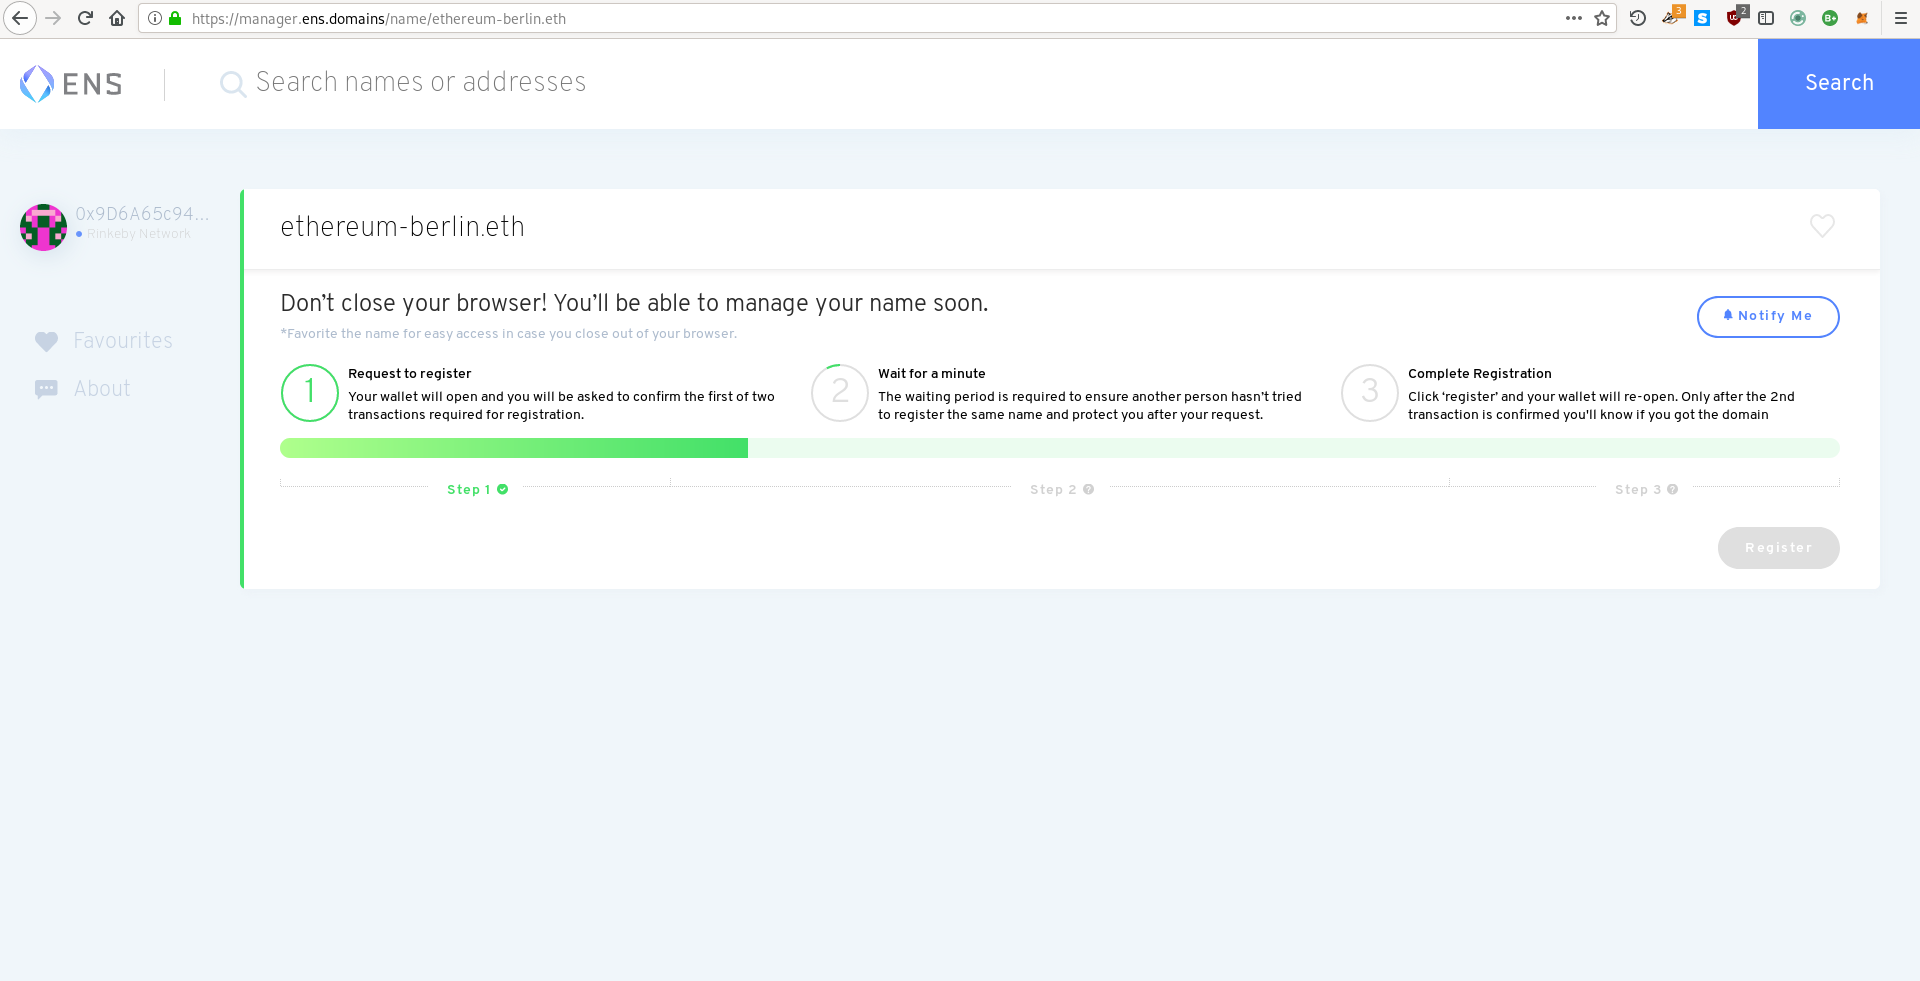 https://manager.ens.domains/name/ethereum-berlin.eth
3
S
2
B+
ENS
Search names or addresses
Search
0x9D6A65c94...
Rinkeby Network
ethereum-berlin.eth
Don’t close your browser! You’ll be able to manage your name soon.
*Favorite the name for easy access in case you close out of your browser.
Notify Me
Favourites
About
1
Request to register
Your wallet will open and you will be asked to confirm the first of two
transactions required for registration.
2
Wait for a minute
The waiting period is required to ensure another person hasn’t tried
to register the same name and protect you after your request.
3
Complete Registration
Click ‘register’ and your wallet will re-open. Only after the 2nd
transaction is confirmed you'll know if you got the domain
Step 1
Step 2
Step 3
Register